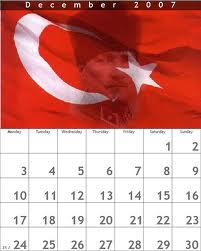 December 2007
Monday Tuesday Wednesday Thursday Friday Saturday Sunday
1 2
3 4 5 6 7 8 9
10 11 12 13 14 15 16
17 18 19 20 21 22 23
24 25 26 27 28 29 30
31